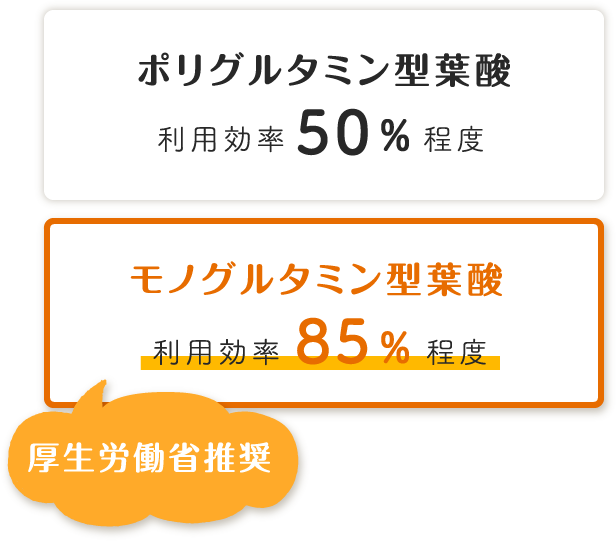 ポリグルタミン型葉酸
利用効率 50% 程度
モノグルタミン型葉酸
利用効率 85% 程度
厚生労働省推奨